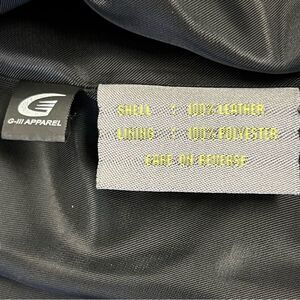 G-III APPAREL
SHELL : 100% LEATHER
LINING : 100% POLYESTER
CARE ON REVERSE